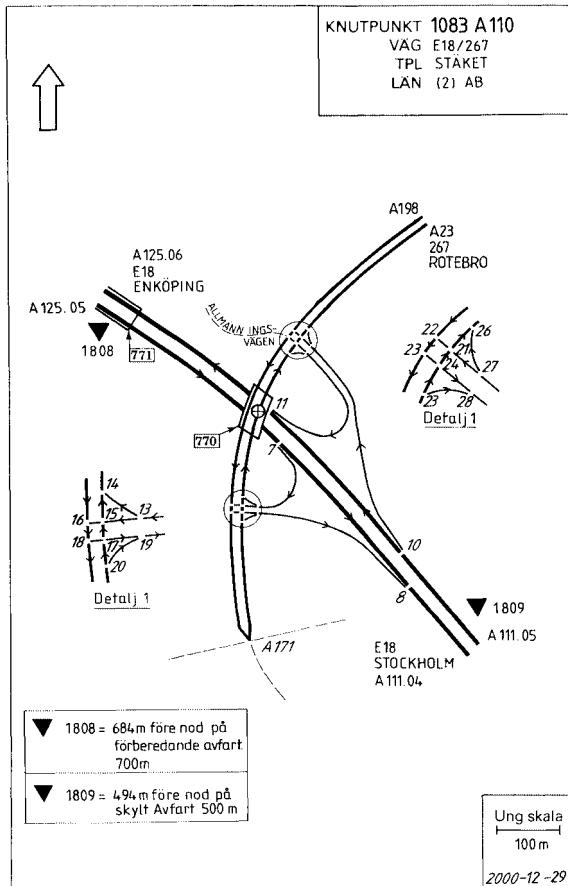 KNUTPUNKT 1083 A110
VÄG E18/267
TPL STÄKET
LÄN (2) AB
A198
A23
267
ROTEBRO
A125.06
E18
ENKÖPING
A125.05
1808
771
ALLMÄNNINGS-
VÄGEN
22
26
23
21
24
27
23
28
Detalj 1
11
770
7
14
13
16
15
18
17
19
20
Detalj 1
10
8
1809
A111.05
A171
E18
STOCKHOLM
A111.04
1808 = 684m före nod på
förberedande avfart
700m
1809 = 494m före nod på
skylt Avfart 500 m
Ung skala
100 m
2000-12-29